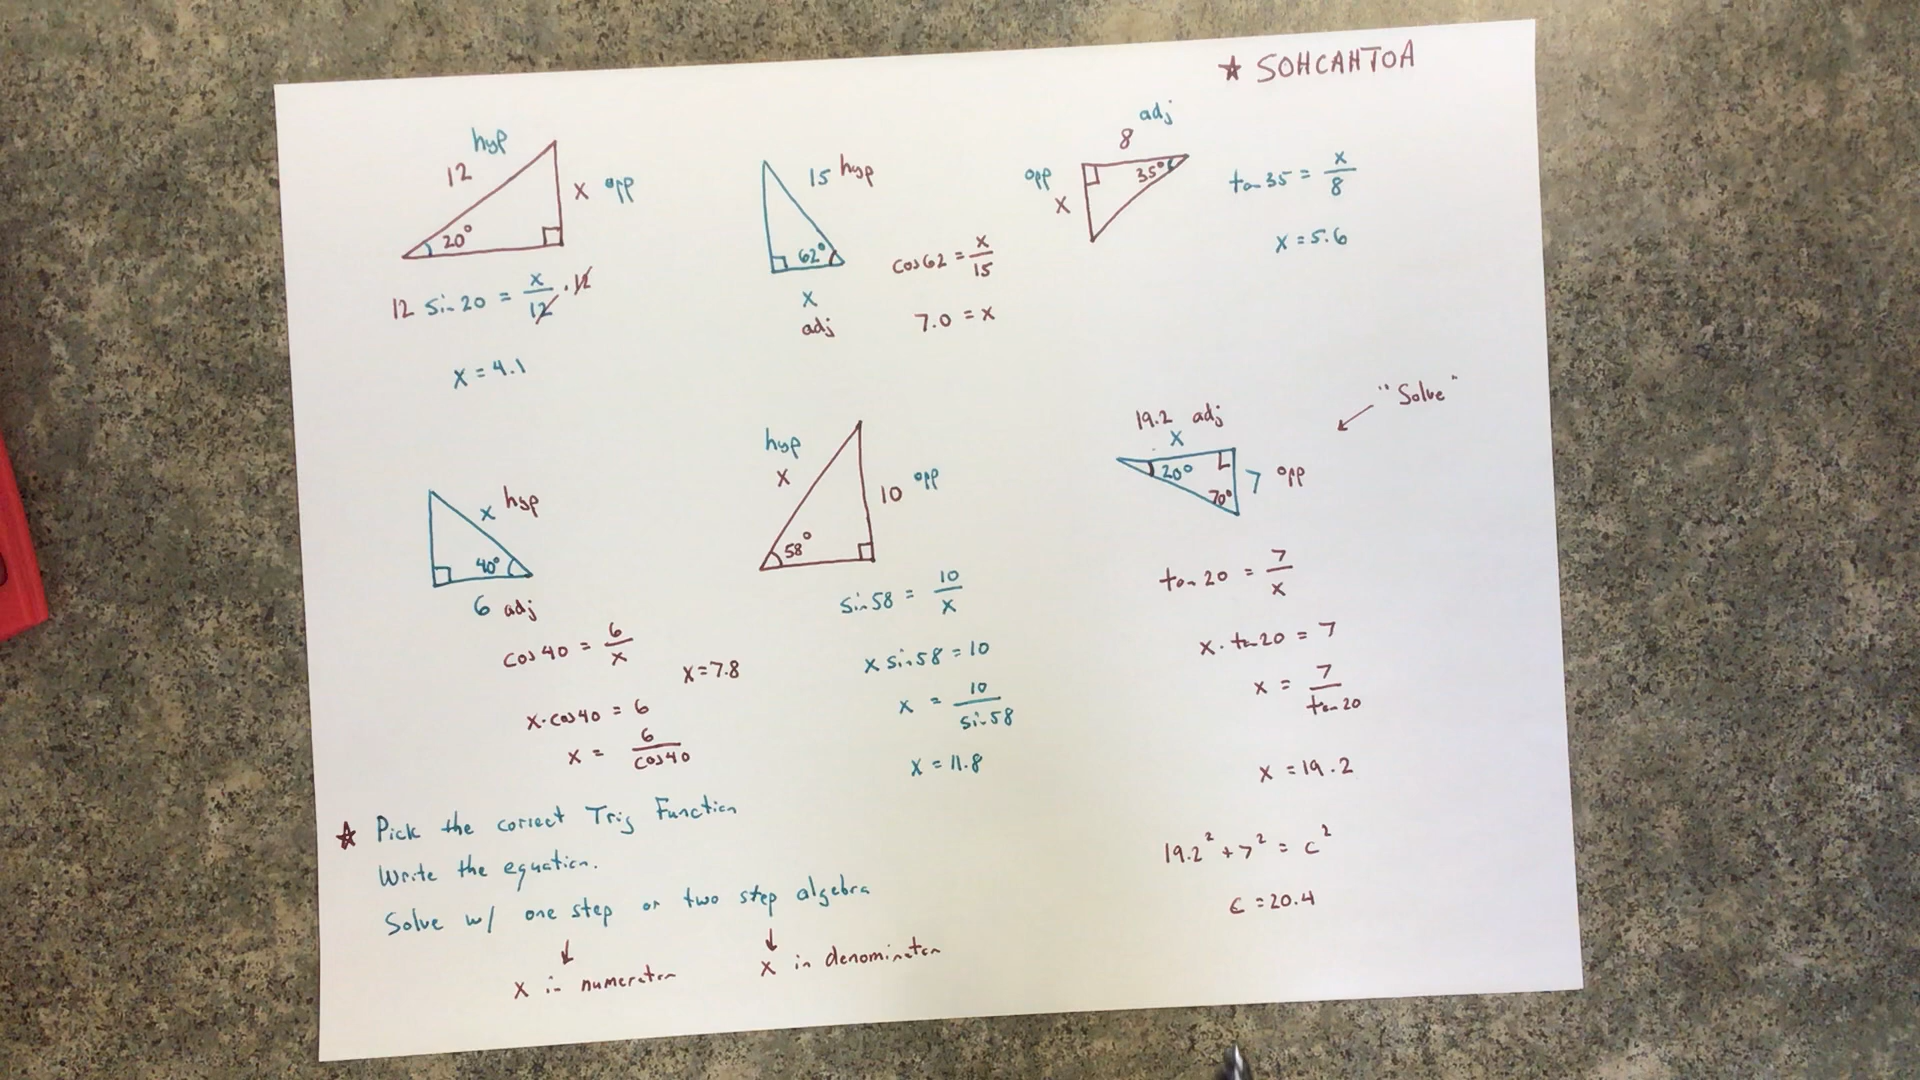 ★ SOHCAHTOA
hyp
12
x opp
20°
12 sin 20 = x/12 · 12
x = 4.1
15 hyp
62°
x
adj
cos 62 = x/15
7.0 = x
adj
8
opp
x
35°
tan 35 = x/8
x = 5.6
x hyp
40°
6 adj
cos 40 = 6/x
x = 7.8
x · cos 40 = 6
x = 6/cos 40
hyp
x
10 opp
58°
sin 58 = 10/x
x sin 58 = 10
x = 10/sin 58
x = 11.8
"Solve"
19.2 adj
x
20°
7 opp
70°
tan 20 = 7/x
x · tan 20 = 7
x = 7/tan 20
x = 19.2
19.2² + 7² = c²
c = 20.4
★ Pick the correct Trig Function
Write the equation.
Solve w/ one step or two step algebra
x in numerator
x in denominator